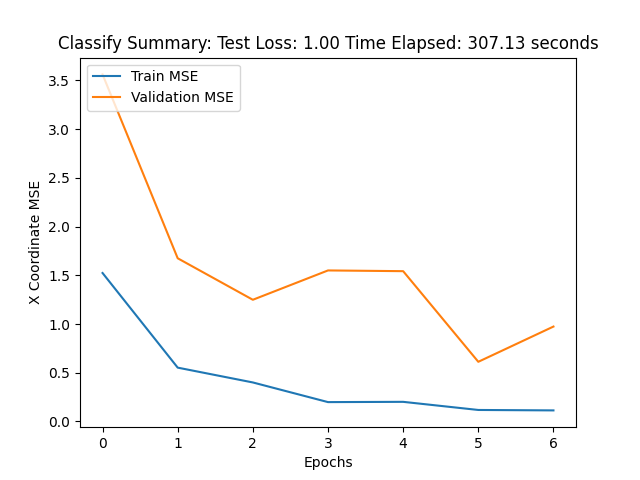 Classify Summary: Test Loss: 1.00 Time Elapsed: 307.13 seconds
Train MSE
Validation MSE
X Coordinate MSE
3.5
3.0
2.5
2.0
1.5
1.0
0.5
0.0
0 1 2 3 4 5 6
Epochs